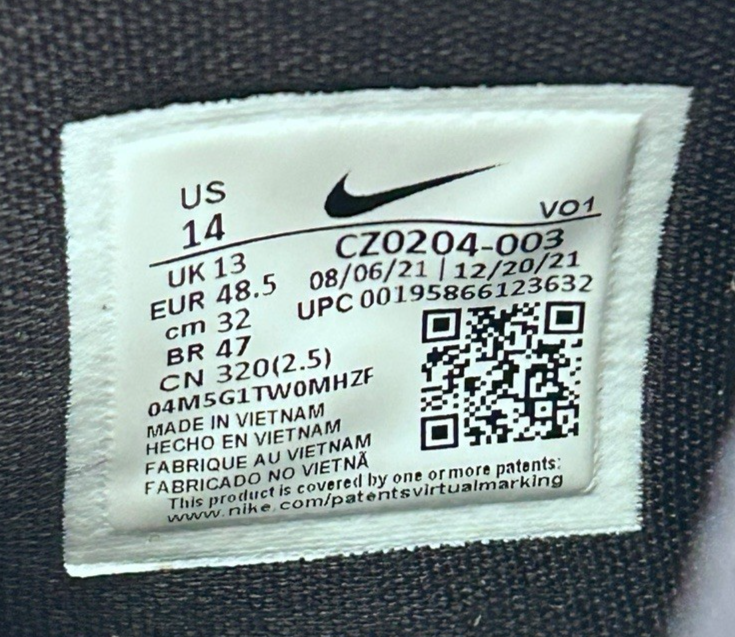 US
14
VO1
UK 13
EUR 48.5
cm 32
BR 47
CN 320(2.5)
04M5G1TW0MHZF
MADE IN VIETNAM
HECHO EN VIETNAM
FABRIQUE AU VIETNAM
FABRICADO NO VIETNÃ
CZ0204-003
08/06/21 | 12/20/21
UPC 00195866123632
This product is covered by one or more patents:
www.nike.com/patentsvirtualmarking